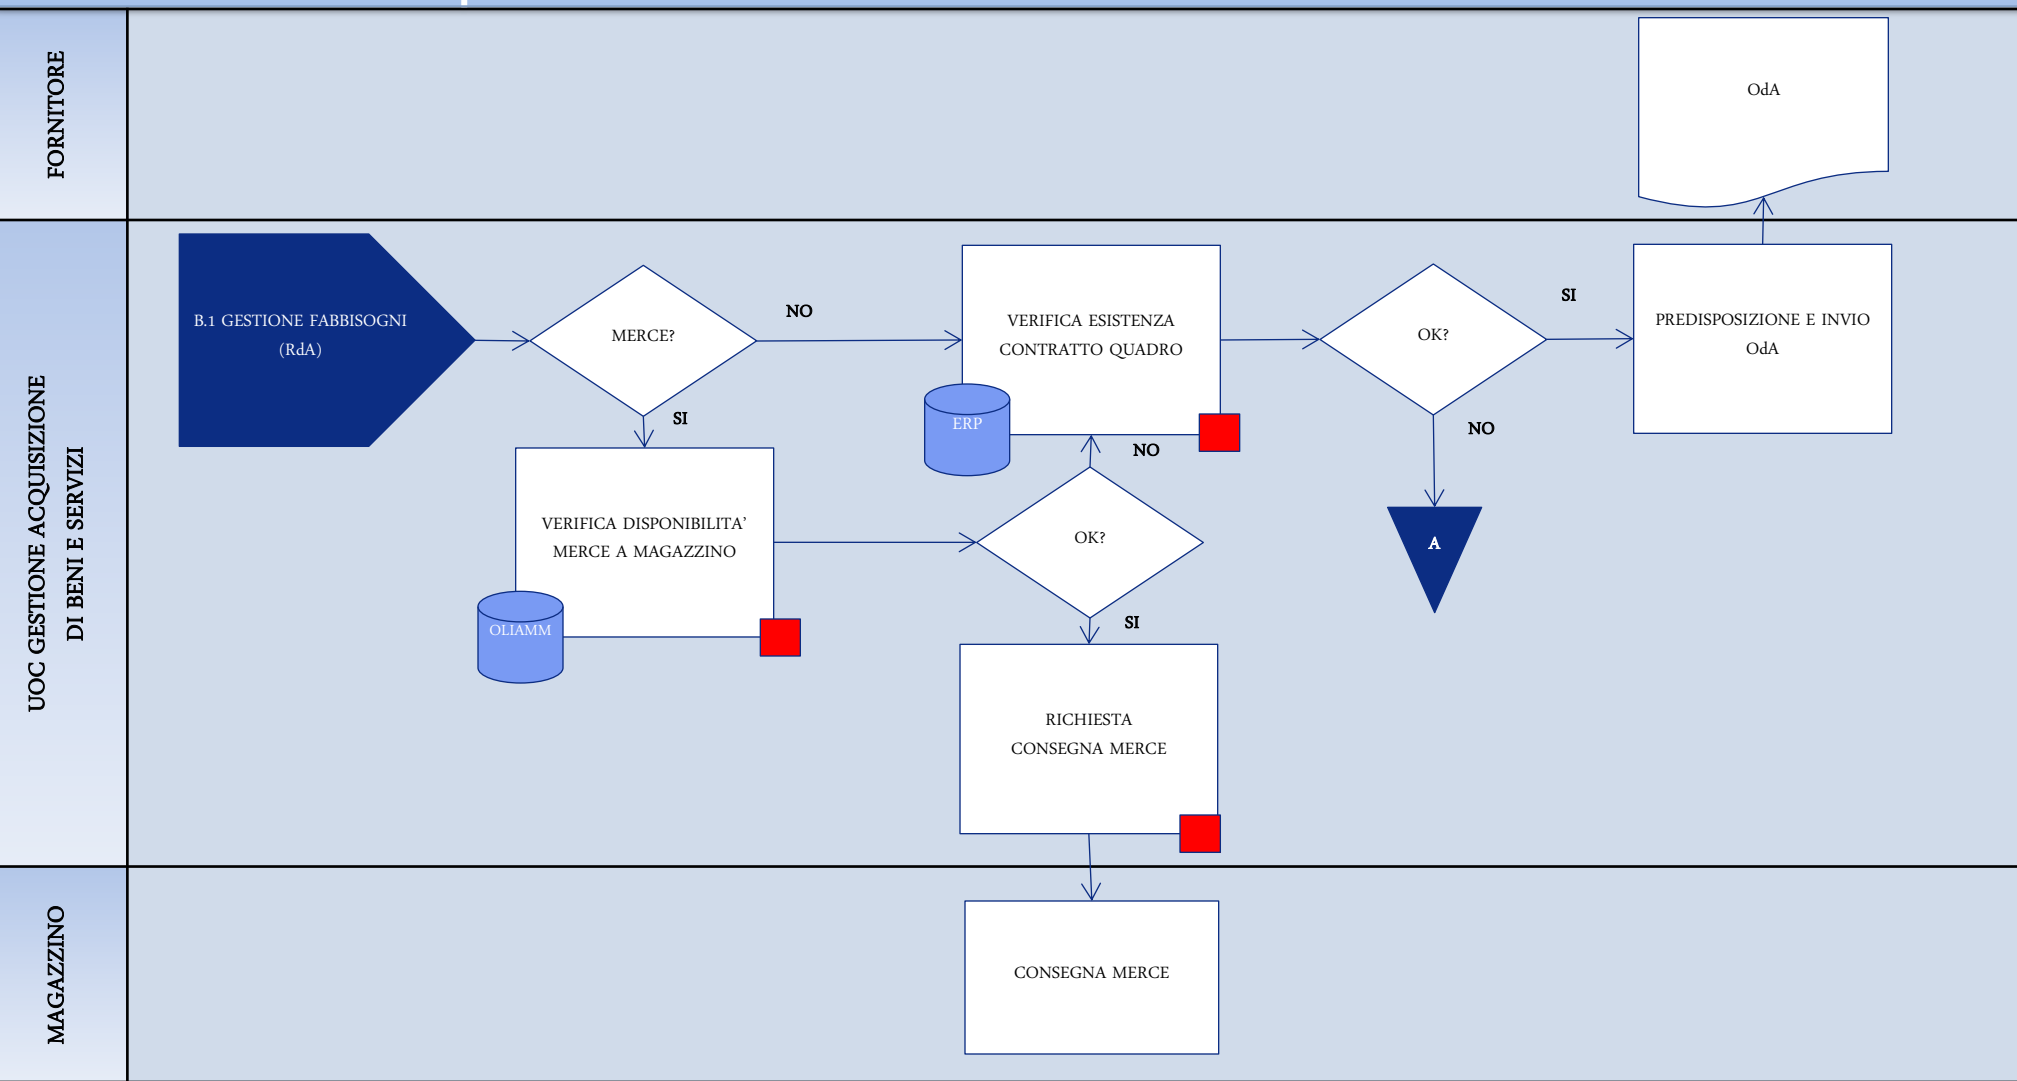 FORNITORE
OdA
UOC GESTIONE ACQUISIZIONE
DI BENI E SERVIZI
B.1 GESTIONE FABBISOGNI
(RdA)
MERCE?
NO
SI
VERIFICA ESISTENZA
CONTRATTO QUADRO
ERP
OK?
SI
NO
PREDISPOSIZIONE E INVIO
OdA
A
VERIFICA DISPONIBILITA’
MERCE A MAGAZZINO
OLIAMM
OK?
NO
SI
RICHIESTA
CONSEGNA MERCE
MAGAZZINO
CONSEGNA MERCE